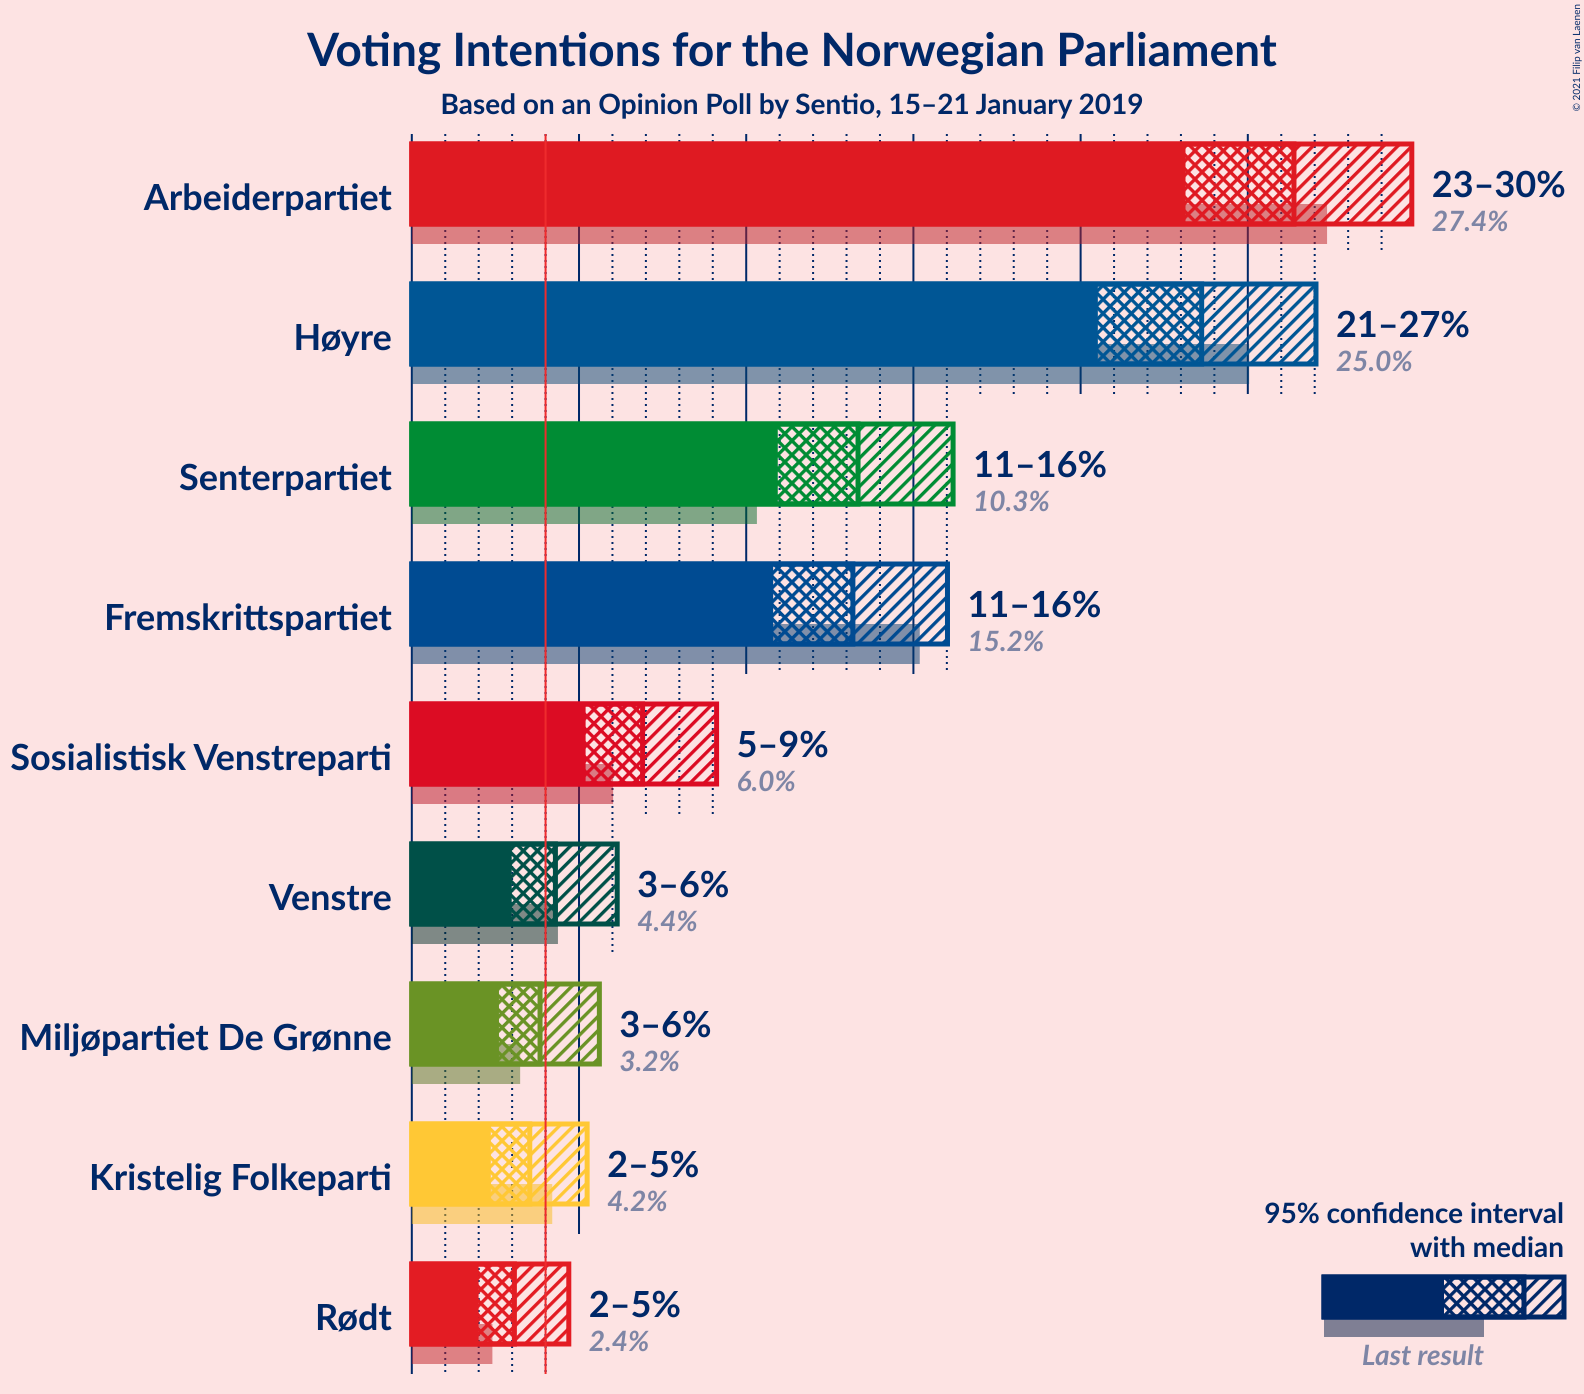 Voting Intentions for the Norwegian Parliament
Based on an Opinion Poll by Sentio, 15–21 January 2019
© 2021 Filip van Laenen
Arbeiderpartiet
23–30%
27.4%
Høyre
21–27%
25.0%
Senterpartiet
11–16%
10.3%
Fremskrittspartiet
11–16%
15.2%
Sosialistisk Venstreparti
5–9%
6.0%
Venstre
3–6%
4.4%
Miljøpartiet De Grønne
3–6%
3.2%
Kristelig Folkeparti
2–5%
4.2%
Rødt
2–5%
2.4%
95% confidence interval
with median
Last result